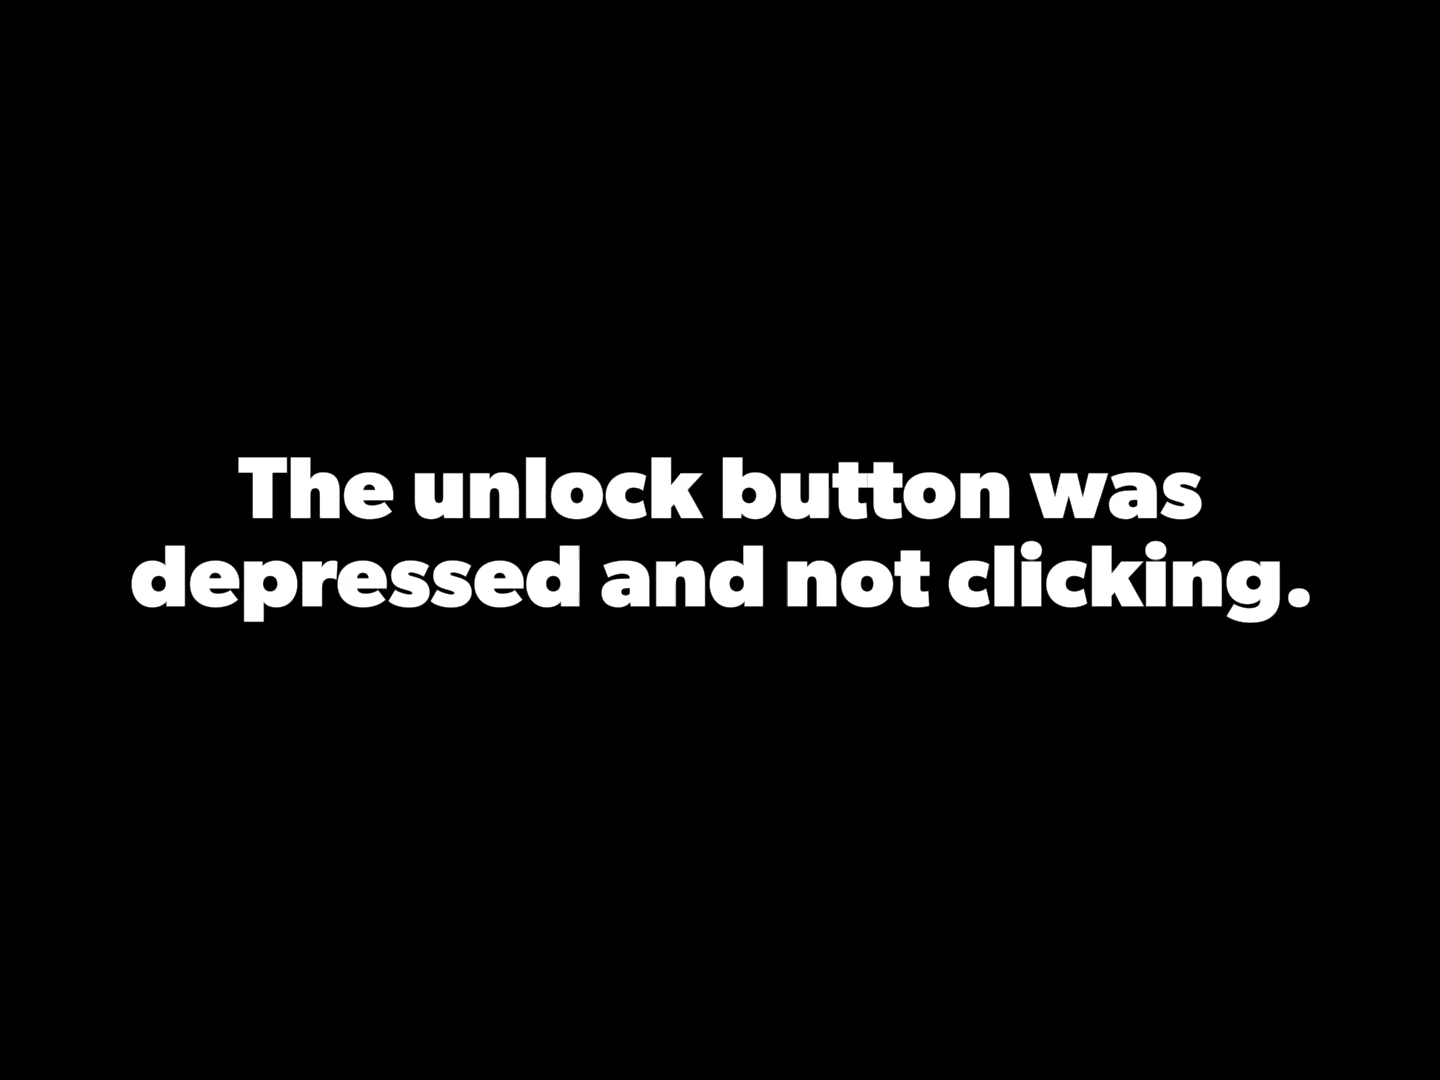 The unlock button was
depressed and not clicking.